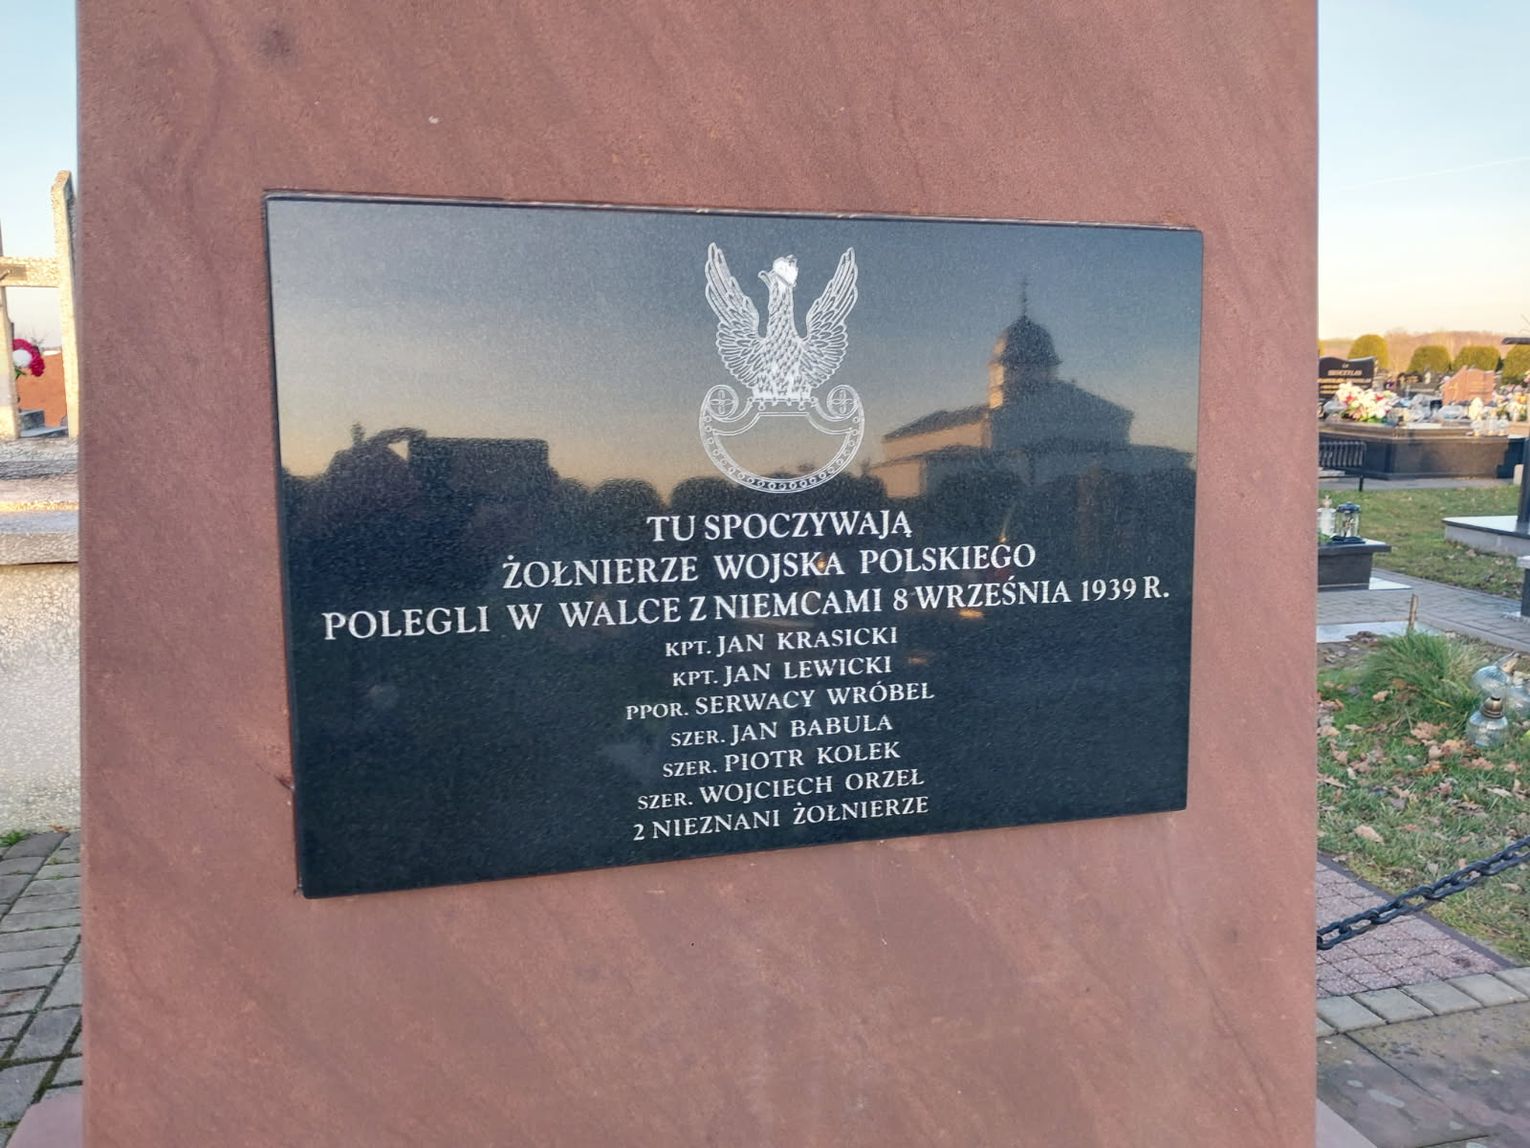 TU SPOCZYWAJĄ
ŻOŁNIERZE WOJSKA POLSKIEGO
POLEGLI W WALCE Z NIEMCAMI 8 WRZEŚNIA 1939 R.
KPT. JAN KRASICKI
KPT. JAN LEWICKI
PPOR. SERWACY WRÓBEL
SZER. JAN BABULA
SZER. PIOTR KOLEK
SZER. WOJCIECH ORZEŁ
2 NIEZNANI ŻOŁNIERZE